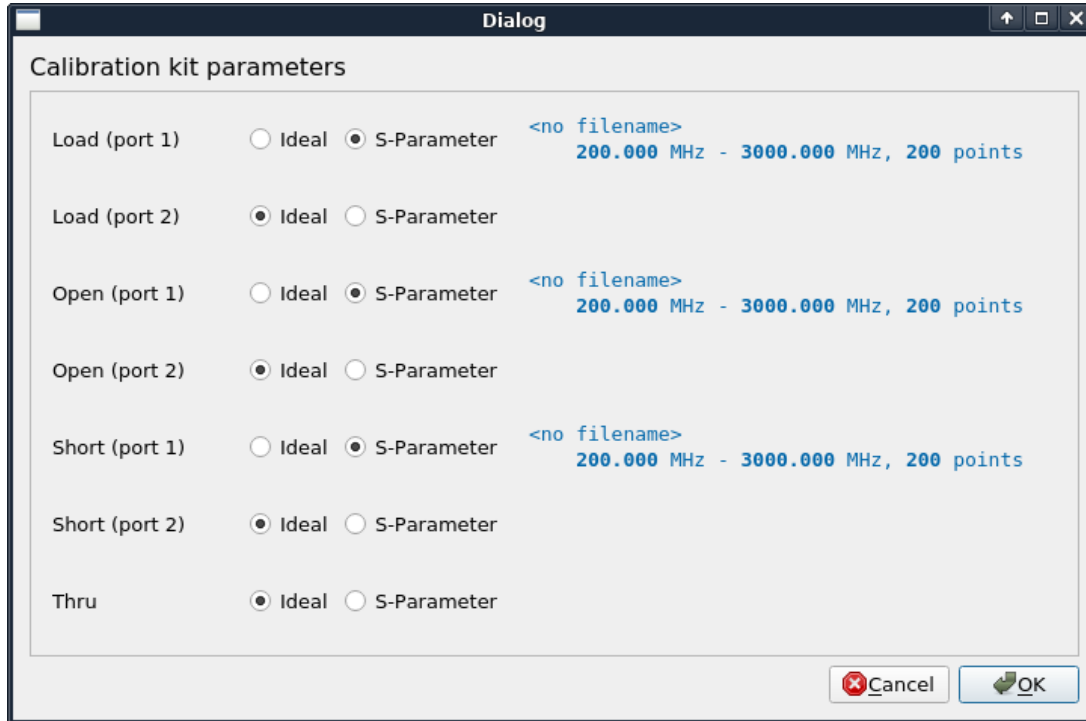 Dialog
Calibration kit parameters
Load (port 1) Ideal S-Parameter <no filename>
200.000 MHz - 3000.000 MHz, 200 points
Load (port 2) Ideal S-Parameter
Open (port 1) Ideal S-Parameter <no filename>
200.000 MHz - 3000.000 MHz, 200 points
Open (port 2) Ideal S-Parameter
Short (port 1) Ideal S-Parameter <no filename>
200.000 MHz - 3000.000 MHz, 200 points
Short (port 2) Ideal S-Parameter
Thru Ideal S-Parameter
Cancel OK